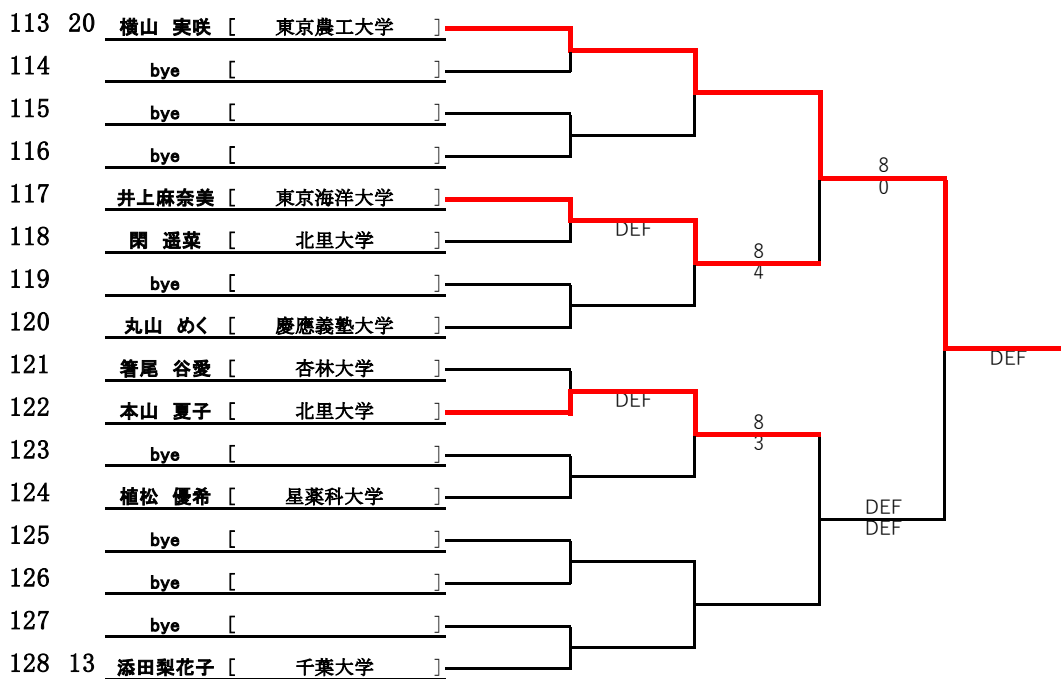 113 20 横山 実咲 [ 東京農工大学 ]
114 bye [ ]
115 bye [ ]
116 bye [ ]
8
0
117 井上麻奈美 [ 東京海洋大学 ]
DEF
118 閑 遥菜 [ 北里大学 ]
8
4
119 bye [ ]
120 丸山 めく [ 慶應義塾大学 ]
DEF
121 箸尾 谷愛 [ 杏林大学 ]
DEF
122 本山 夏子 [ 北里大学 ]
8
3
123 bye [ ]
124 植松 優希 [ 星薬科大学 ]
DEF
DEF
125 bye [ ]
126 bye [ ]
127 bye [ ]
128 13 添田梨花子 [ 千葉大学 ]